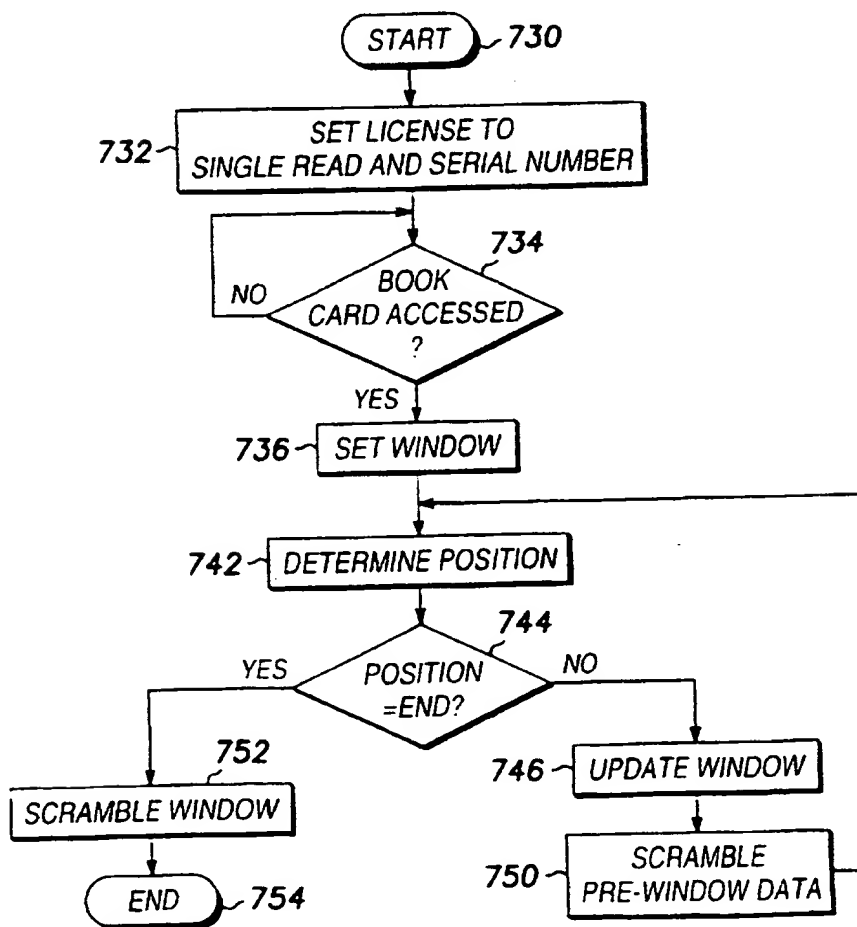 START
730
732
SET LICENSE TO
SINGLE READ AND SERIAL NUMBER
734
BOOK
CARD ACCESSED
?
NO
YES
736
SET WINDOW
742
DETERMINE POSITION
744
YES
POSITION
=END?
NO
752
SCRAMBLE WINDOW
746
UPDATE WINDOW
750
SCRAMBLE
PRE-WINDOW DATA
END
754